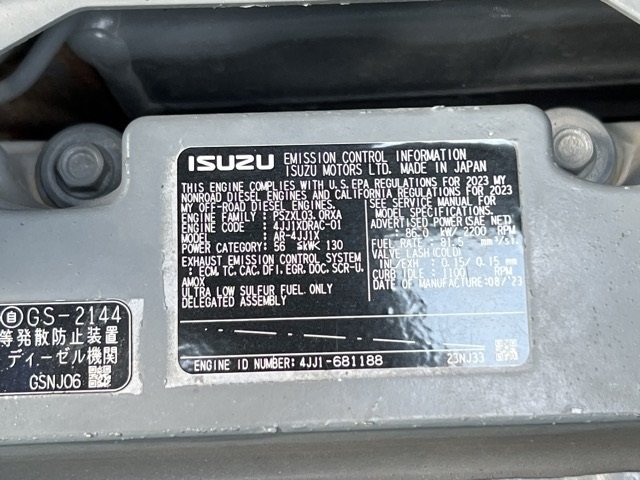 ISUZU EMISSION CONTROL INFORMATION
ISUZU MOTORS LTD. MADE IN JAPAN
THIS ENGINE COMPLIES WITH U.S.EPA REGULATIONS FOR 2023 MY
NONROAD DIESEL ENGINES AND CALIFORNIA REGULATIONS FOR 2023
MY OFF-ROAD DIESEL ENGINES.
ENGINE FAMILY : PSZXL03.0RXA
ENGINE CODE : 4JJ1XDRAC-01
MODEL : AR-4JJ1X
POWER CATEGORY: 56 ≦kW< 130
EXHAUST EMISSION CONTROL SYSTEM
: ECM, TC, CAC, DFI, EGR, DOC, SCR-U,
AMOX
ULTRA LOW SULFUR FUEL ONLY
DELEGATED ASSEMBLY
SEE SERVICE MANUAL FOR
MODEL SPECIFICATIONS.
ADVERTISED POWER (SAE NET)
: 86.0 kW/ 2200 RPM
FUEL RATE : 81.5 mm³/st.
VALVE LASH (COLD)
IN./EXH : 0.15/ 0.15 mm
CURB IDLE : 1100 RPM
DATE OF MANUFACTURE:08/'23
ENGINE ID NUMBER: 4JJ1-681188
23NJ33
自 GS-2144
等発散防止装置
ディーゼル機関
GSNJ06